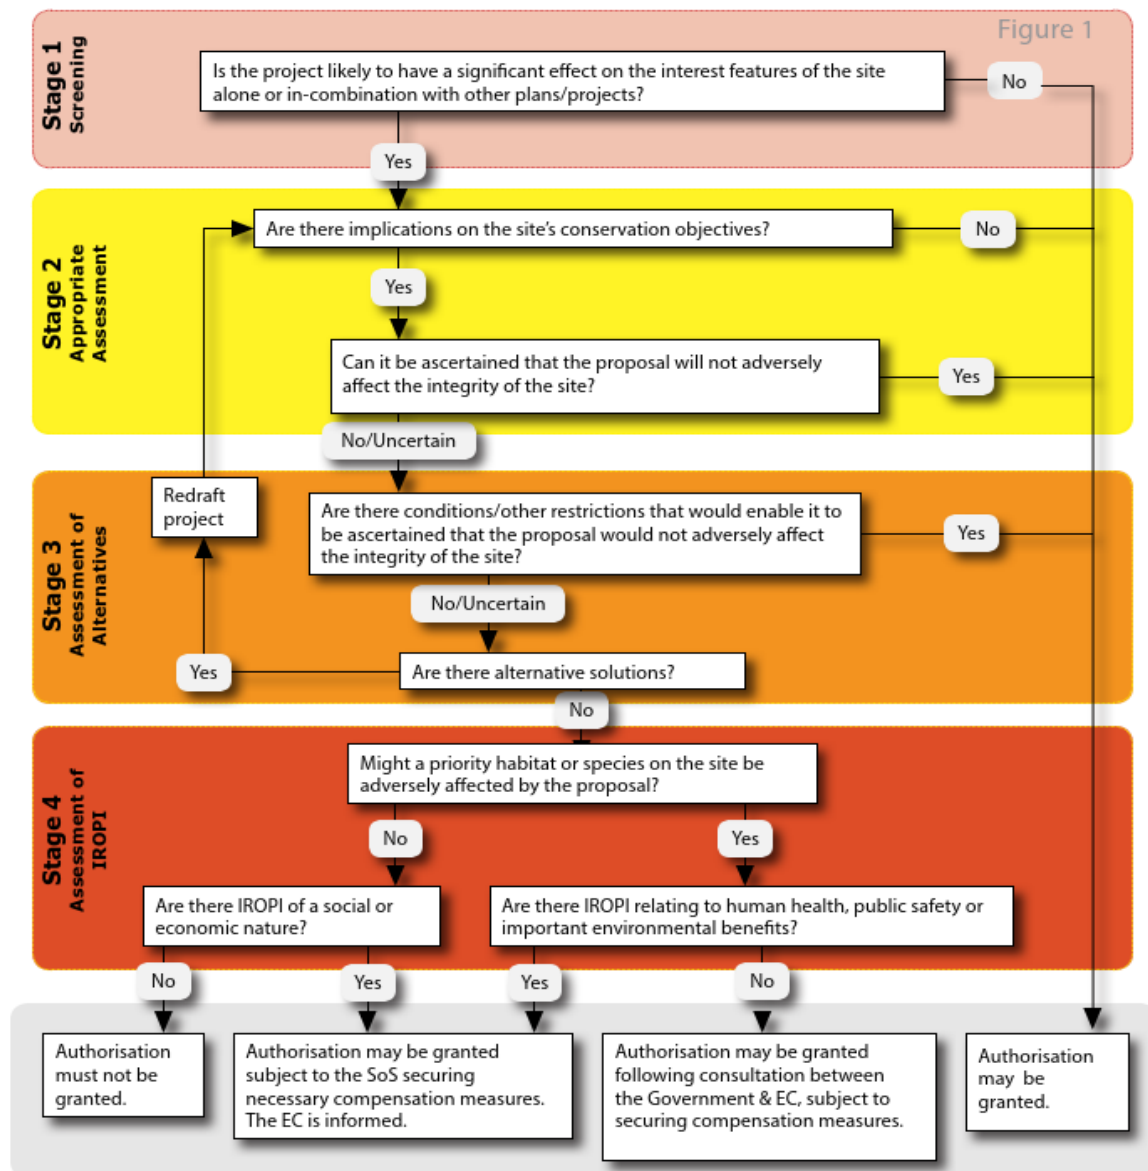 Figure 1
Stage 1
Screening
Is the project likely to have a significant effect on the interest features of the site
alone or in-combination with other plans/projects?
No
Yes
Stage 2
Appropriate
Assessment
Are there implications on the site's conservation objectives?
No
Yes
Can it be ascertained that the proposal will not adversely
affect the integrity of the site?
Yes
No/Uncertain
Stage 3
Assessment of
Alternatives
Redraft
project
Are there conditions/other restrictions that would enable it to
be ascertained that the proposal would not adversely affect
the integrity of the site?
Yes
No/Uncertain
Are there alternative solutions?
Yes
No
Stage 4
Assessment of
IROPI
Might a priority habitat or species on the site be
adversely affected by the proposal?
No
Yes
Are there IROPI of a social or
economic nature?
Are there IROPI relating to human health, public safety or
important environmental benefits?
No
Yes
Yes
No
Authorisation
must not be
granted.
Authorisation may be granted
subject to the SoS securing
necessary compensation measures.
The EC is informed.
Authorisation may be granted
following consultation between
the Government & EC, subject to
securing compensation measures.
Authorisation
may be
granted.